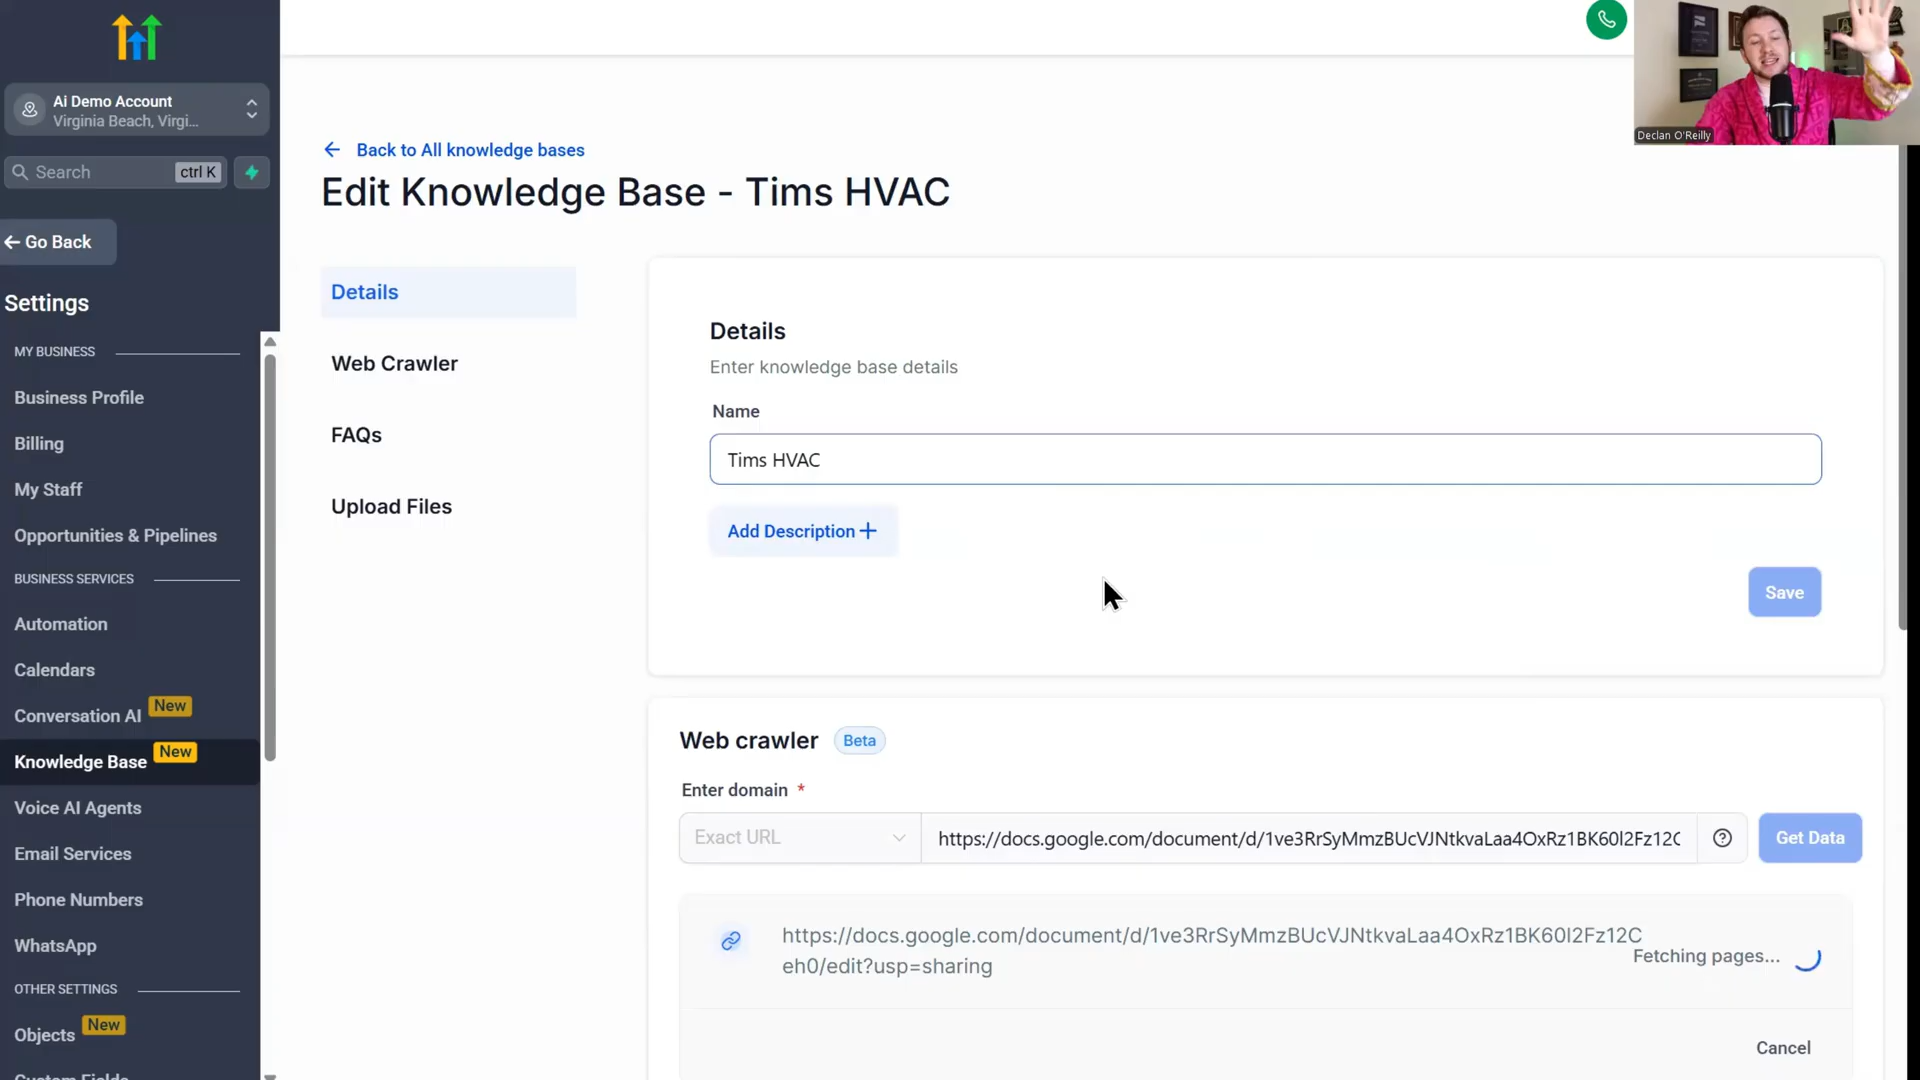 Ai Demo Account
Virginia Beach, Virgi...
Search
ctrl K
Go Back
Settings
MY BUSINESS
Business Profile
Billing
My Staff
Opportunities & Pipelines
BUSINESS SERVICES
Automation
Calendars
Conversation AI New
Knowledge Base New
Voice AI Agents
Email Services
Phone Numbers
WhatsApp
OTHER SETTINGS
Objects New
Custom Fields
Declan O'Reilly
Back to All knowledge bases
Edit Knowledge Base - Tims HVAC
Details
Web Crawler
FAQs
Upload Files
Details
Enter knowledge base details
Name
Tims HVAC
Add Description
Save
Web crawler Beta
Enter domain *
Exact URL
https://docs.google.com/document/d/1ve3RrSyMmzBUcVJNtkvaLaa4OxRz1BK60l2Fz12C
Get Data
https://docs.google.com/document/d/1ve3RrSyMmzBUcVJNtkvaLaa4OxRz1BK60l2Fz12C
eh0/edit?usp=sharing
Fetching pages...
Cancel